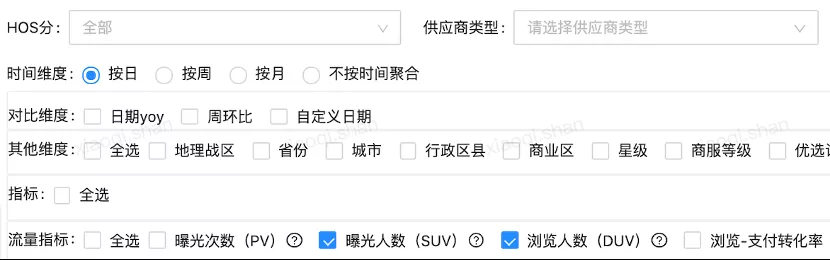 HOS分： 全部 供应商类型： 请选择供应商类型
时间维度： 按日 按周 按月 不按时间聚合
对比维度： 日期yoy 周环比 自定义日期
其他维度： 全选 地理战区 省份 城市 行政区县 商业区 星级 商服等级 优选
指标： 全选
流量指标： 全选 曝光次数（PV） 曝光人数（SUV） 浏览人数（DUV） 浏览-支付转化率
xiaoqi.shan xiaoqi.shan xiaoqi.shan